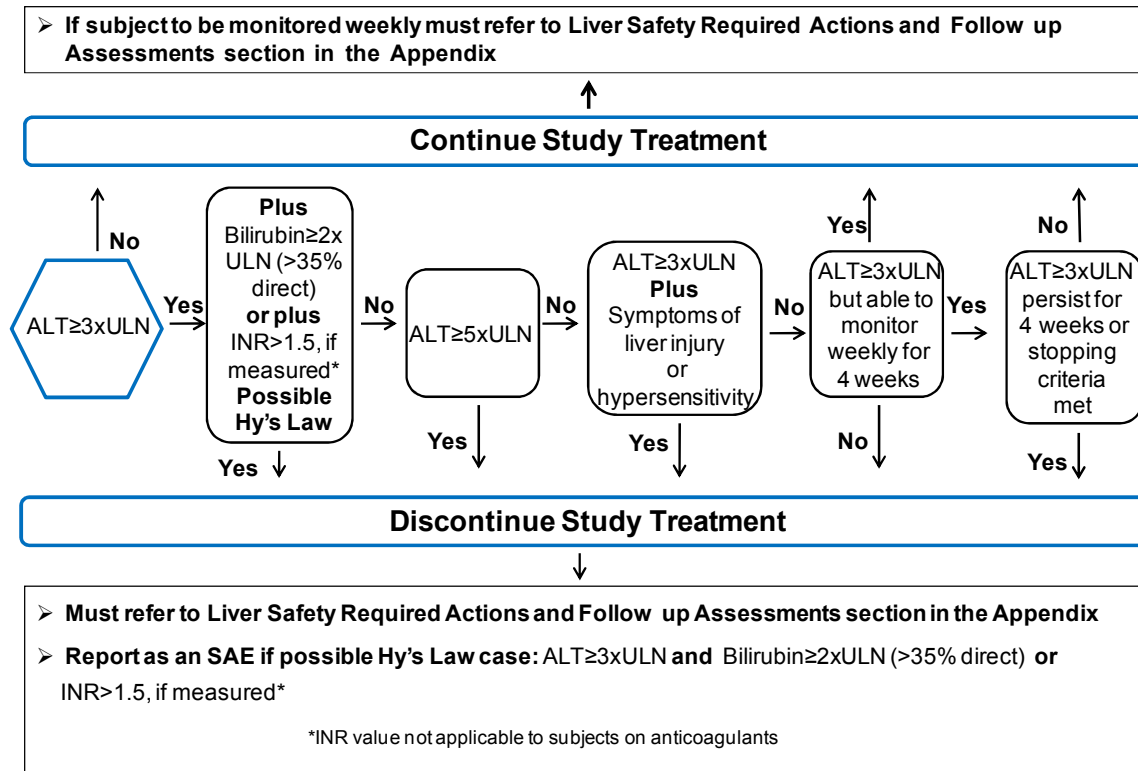 ➢ If subject to be monitored weekly must refer to Liver Safety Required Actions and Follow up
Assessments section in the Appendix
Continue Study Treatment
No
ALT≥3xULN
Yes
Plus
Bilirubin≥2x
ULN (>35%
direct)
or plus
INR>1.5, if
measured*
Possible
Hy's Law
Yes
No
ALT≥5xULN
Yes
No
ALT≥3xULN
Plus
Symptoms of
liver injury
or
hypersensitivity
Yes
No
Yes
ALT≥3xULN
but able to
monitor
weekly for
4 weeks
No
Yes
No
ALT≥3xULN
persist for
4 weeks or
stopping
criteria
met
Yes
Discontinue Study Treatment
➢ Must refer to Liver Safety Required Actions and Follow up Assessments section in the Appendix
➢ Report as an SAE if possible Hy's Law case: ALT≥3xULN and Bilirubin≥2xULN (>35% direct) or
INR>1.5, if measured*
*INR value not applicable to subjects on anticoagulants